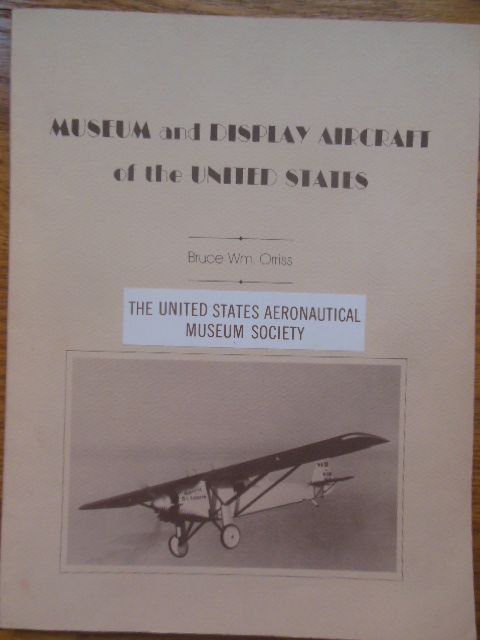 MUSEUM and DISPLAY AIRCRAFT
of the UNITED STATES
Bruce Wm. Orriss
THE UNITED STATES AERONAUTICAL
MUSEUM SOCIETY